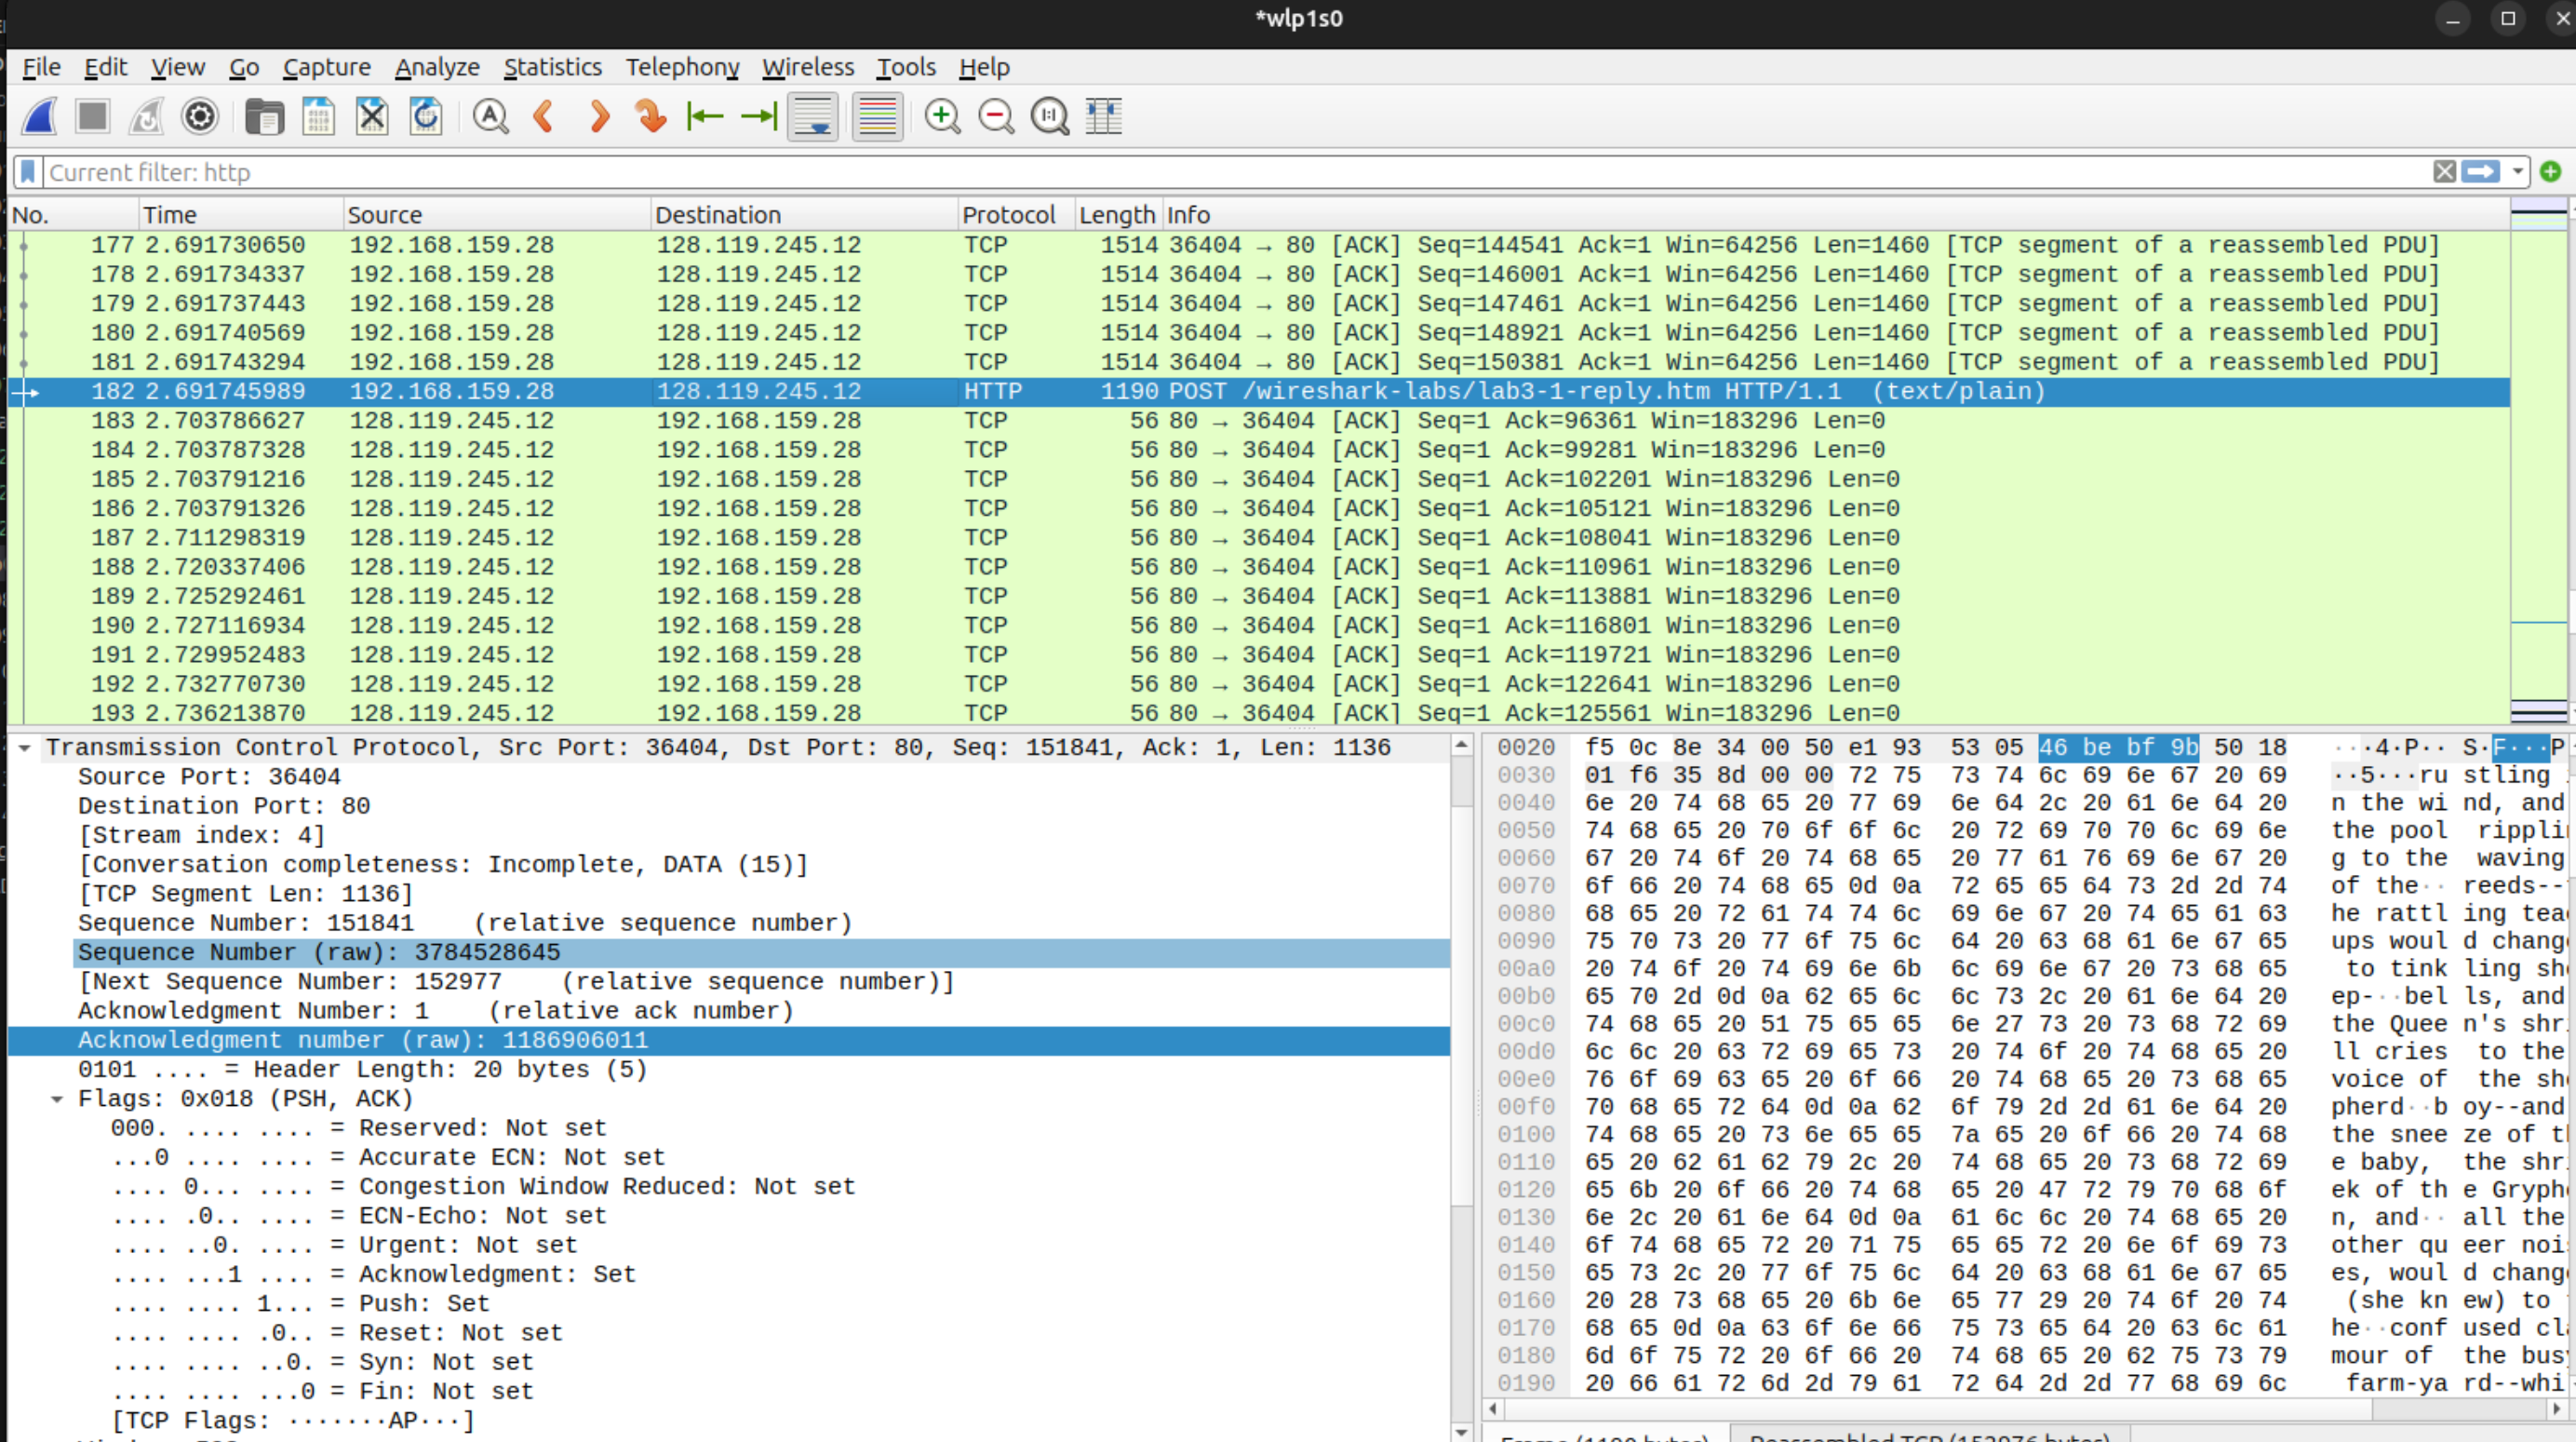 *wlp1s0
File Edit View Go Capture Analyze Statistics Telephony Wireless Tools Help
Current filter: http
No. Time Source Destination Protocol Length Info
177 2.691730650 192.168.159.28 128.119.245.12 TCP 1514 36404 → 80 [ACK] Seq=144541 Ack=1 Win=64256 Len=1460 [TCP segment of a reassembled PDU]
178 2.691734337 192.168.159.28 128.119.245.12 TCP 1514 36404 → 80 [ACK] Seq=146001 Ack=1 Win=64256 Len=1460 [TCP segment of a reassembled PDU]
179 2.691737443 192.168.159.28 128.119.245.12 TCP 1514 36404 → 80 [ACK] Seq=147461 Ack=1 Win=64256 Len=1460 [TCP segment of a reassembled PDU]
180 2.691740569 192.168.159.28 128.119.245.12 TCP 1514 36404 → 80 [ACK] Seq=148921 Ack=1 Win=64256 Len=1460 [TCP segment of a reassembled PDU]
181 2.691743294 192.168.159.28 128.119.245.12 TCP 1514 36404 → 80 [ACK] Seq=150381 Ack=1 Win=64256 Len=1460 [TCP segment of a reassembled PDU]
182 2.691745989 192.168.159.28 128.119.245.12 HTTP 1190 POST /wireshark-labs/lab3-1-reply.htm HTTP/1.1 (text/plain)
183 2.703786627 128.119.245.12 192.168.159.28 TCP 56 80 → 36404 [ACK] Seq=1 Ack=96361 Win=183296 Len=0
184 2.703787328 128.119.245.12 192.168.159.28 TCP 56 80 → 36404 [ACK] Seq=1 Ack=99281 Win=183296 Len=0
185 2.703791216 128.119.245.12 192.168.159.28 TCP 56 80 → 36404 [ACK] Seq=1 Ack=102201 Win=183296 Len=0
186 2.703791326 128.119.245.12 192.168.159.28 TCP 56 80 → 36404 [ACK] Seq=1 Ack=105121 Win=183296 Len=0
187 2.711298319 128.119.245.12 192.168.159.28 TCP 56 80 → 36404 [ACK] Seq=1 Ack=108041 Win=183296 Len=0
188 2.720337406 128.119.245.12 192.168.159.28 TCP 56 80 → 36404 [ACK] Seq=1 Ack=110961 Win=183296 Len=0
189 2.725292461 128.119.245.12 192.168.159.28 TCP 56 80 → 36404 [ACK] Seq=1 Ack=113881 Win=183296 Len=0
190 2.727116934 128.119.245.12 192.168.159.28 TCP 56 80 → 36404 [ACK] Seq=1 Ack=116801 Win=183296 Len=0
191 2.729952483 128.119.245.12 192.168.159.28 TCP 56 80 → 36404 [ACK] Seq=1 Ack=119721 Win=183296 Len=0
192 2.732770730 128.119.245.12 192.168.159.28 TCP 56 80 → 36404 [ACK] Seq=1 Ack=122641 Win=183296 Len=0
193 2.736213870 128.119.245.12 192.168.159.28 TCP 56 80 → 36404 [ACK] Seq=1 Ack=125561 Win=183296 Len=0
Transmission Control Protocol, Src Port: 36404, Dst Port: 80, Seq: 151841, Ack: 1, Len: 1136
Source Port: 36404
Destination Port: 80
[Stream index: 4]
[Conversation completeness: Incomplete, DATA (15)]
[TCP Segment Len: 1136]
Sequence Number: 151841 (relative sequence number)
Sequence Number (raw): 3784528645
[Next Sequence Number: 152977 (relative sequence number)]
Acknowledgment Number: 1 (relative ack number)
Acknowledgment number (raw): 1186906011
0101 .... = Header Length: 20 bytes (5)
Flags: 0x018 (PSH, ACK)
000. .... .... = Reserved: Not set
...0 .... .... = Accurate ECN: Not set
.... 0... .... = Congestion Window Reduced: Not set
.... .0.. .... = ECN-Echo: Not set
.... ..0. .... = Urgent: Not set
.... ...1 .... = Acknowledgment: Set
.... .... 1... = Push: Set
.... .... .0.. = Reset: Not set
.... .... ..0. = Syn: Not set
.... .... ...0 = Fin: Not set
[TCP Flags: ·······AP···]
0020 f5 0c 8e 34 00 50 e1 93 53 05 46 be bf 9b 50 18 ···4·P·· S·F···P
0030 01 f6 35 8d 00 00 72 75 73 74 6c 69 6e 67 20 69 ··5···ru stling
0040 6e 20 74 68 65 20 77 69 6e 64 2c 20 61 6e 64 20 n the wi nd, and
0050 74 68 65 20 70 6f 6f 6c 20 72 69 70 70 6c 69 6e the pool rippli
0060 67 20 74 6f 20 74 68 65 20 77 61 76 69 6e 67 20 g to the waving
0070 6f 66 20 74 68 65 0d 0a 72 65 65 64 73 2d 2d 74 of the·· reeds--
0080 68 65 20 72 61 74 74 6c 69 6e 67 20 74 65 61 63 he rattl ing tea
0090 75 70 73 20 77 6f 75 6c 64 20 63 68 61 6e 67 65 ups woul d chang
00a0 20 74 6f 20 74 69 6e 6b 6c 69 6e 67 20 73 68 65 to tink ling sh
00b0 65 70 2d 0d 0a 62 65 6c 6c 73 2c 20 61 6e 64 20 ep-··bel ls, and
00c0 74 68 65 20 51 75 65 65 6e 27 73 20 73 68 72 69 the Quee n's shr
00d0 6c 6c 20 63 72 69 65 73 20 74 6f 20 74 68 65 20 ll cries to the
00e0 76 6f 69 63 65 20 6f 66 20 74 68 65 20 73 68 65 voice of the sh
00f0 70 68 65 72 64 0d 0a 62 6f 79 2d 2d 61 6e 64 20 pherd··b oy--and
0100 74 68 65 20 73 6e 65 65 7a 65 20 6f 66 20 74 68 the snee ze of t
0110 65 20 62 61 62 79 2c 20 74 68 65 20 73 68 72 69 e baby, the shr
0120 65 6b 20 6f 66 20 74 68 65 20 47 72 79 70 68 6f ek of th e Gryph
0130 6e 2c 20 61 6e 64 0d 0a 61 6c 6c 20 74 68 65 20 n, and·· all the
0140 6f 74 68 65 72 20 71 75 65 65 72 20 6e 6f 69 73 other qu eer noi
0150 65 73 2c 20 77 6f 75 6c 64 20 63 68 61 6e 67 65 es, woul d chang
0160 20 28 73 68 65 20 6b 6e 65 77 29 20 74 6f 20 74 (she kn ew) to
0170 68 65 0d 0a 63 6f 6e 66 75 73 65 64 20 63 6c 61 he··conf used cl
0180 6d 6f 75 72 20 6f 66 20 74 68 65 20 62 75 73 79 mour of the bus
0190 20 66 61 72 6d 2d 79 61 72 64 2d 2d 77 68 69 6c farm-ya rd--whi